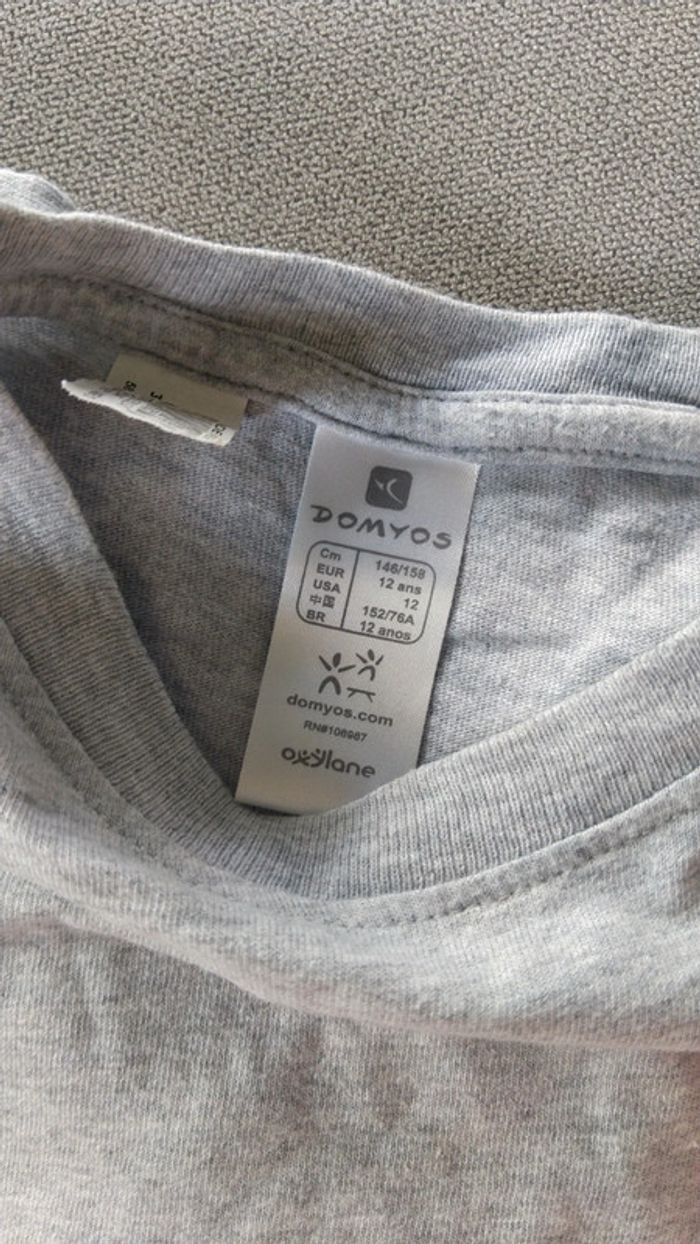 DOMYOS
Cm 146/158
EUR 12 ans
USA 12
中国 152/76A
BR 12 anos
domyos.com
RN#106987
oxylane